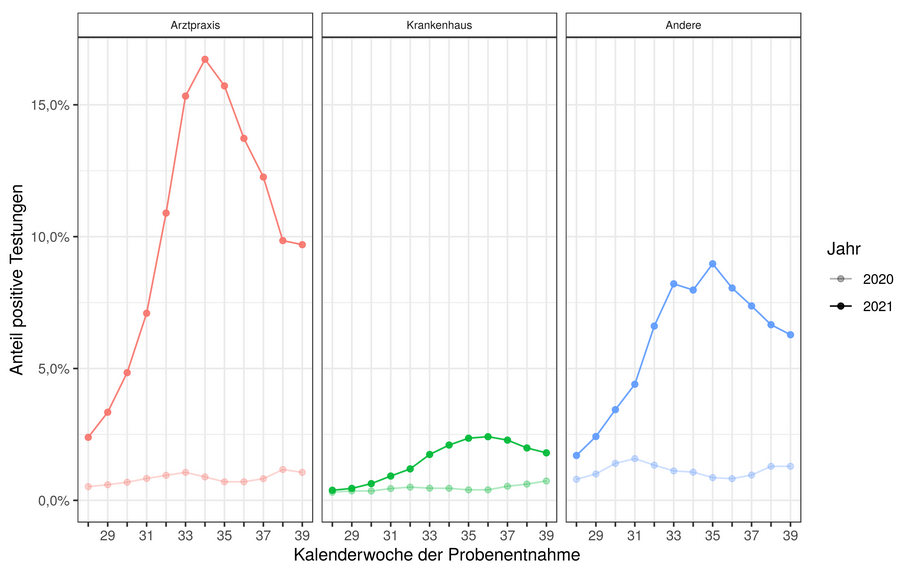 Arztpraxis Krankenhaus Andere
Anteil positive Testungen
15,0%
10,0%
5,0%
0,0%
29 31 33 35 37 39 29 31 33 35 37 39 29 31 33 35 37 39
Kalenderwoche der Probenentnahme
Jahr
2020
2021